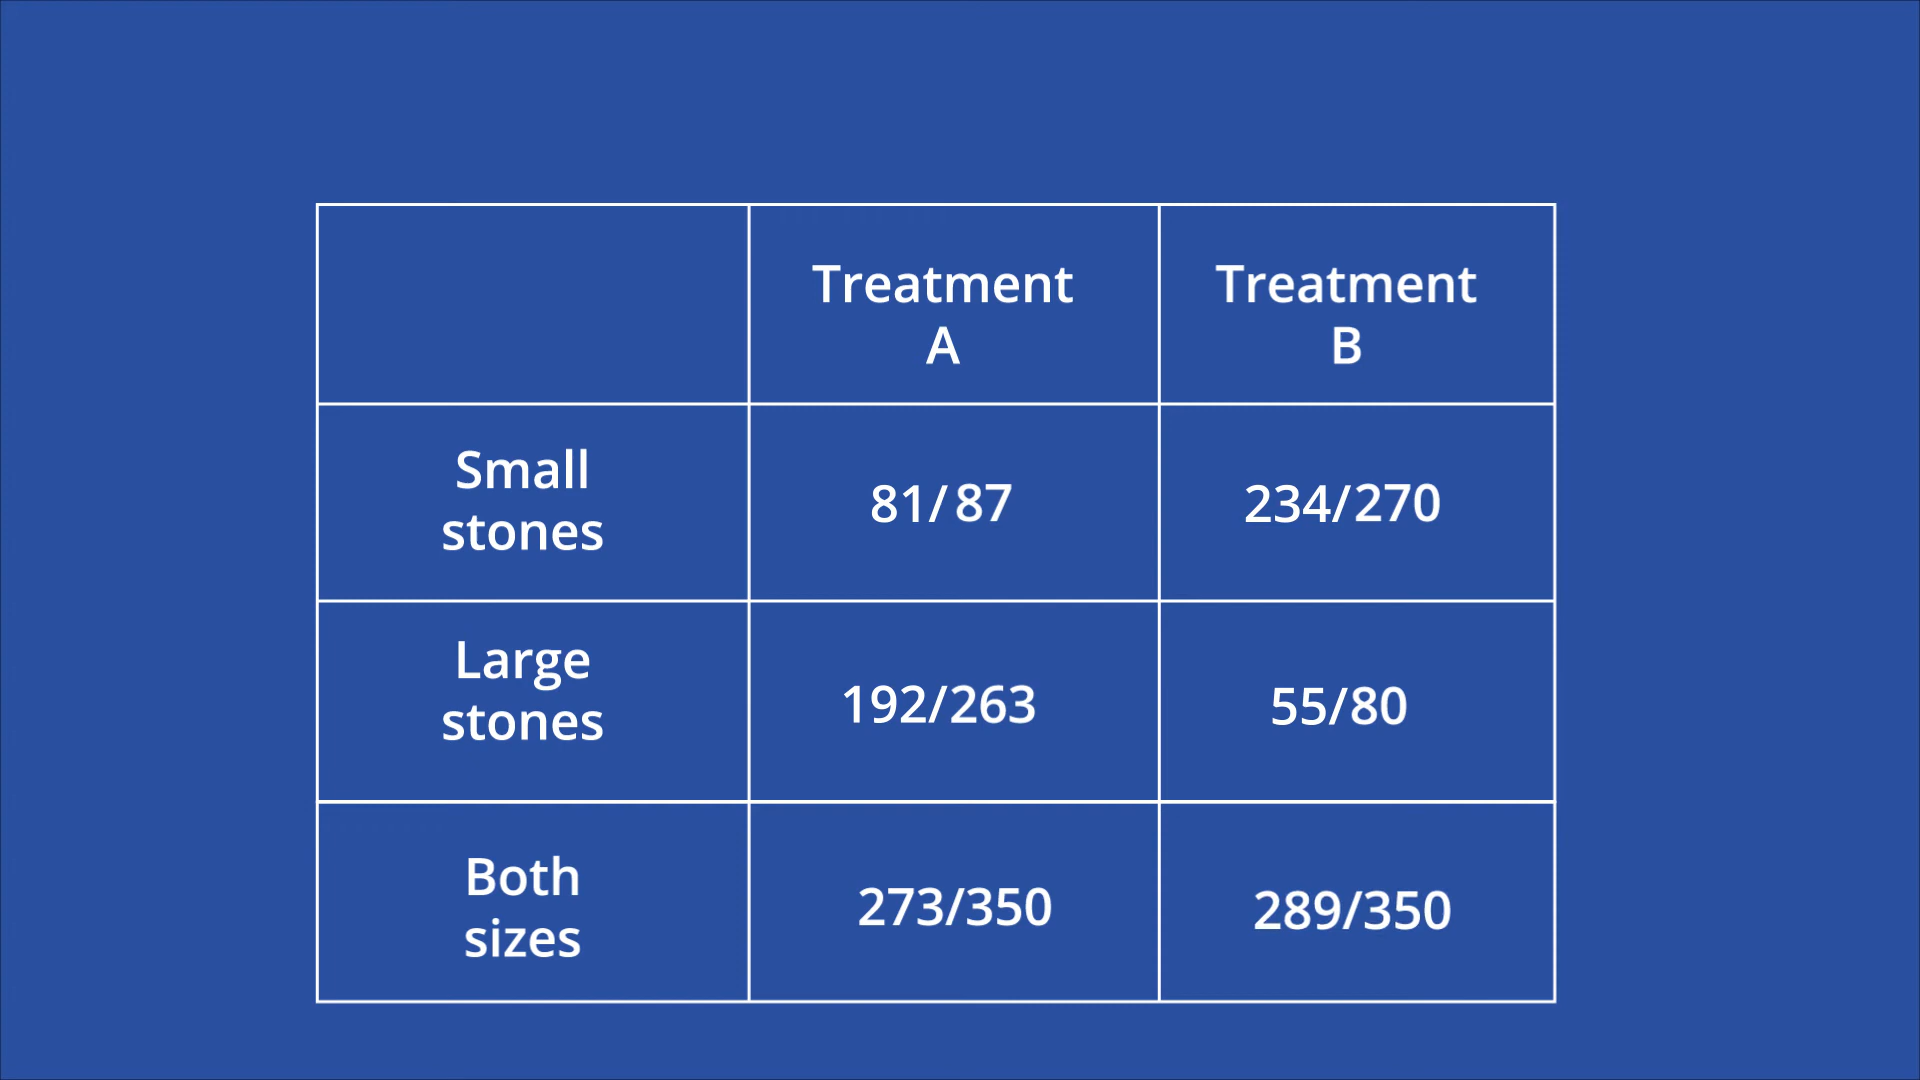 Treatment
A
Treatment
B
Small
stones
81/87
234/270
Large
stones
192/263
55/80
Both
sizes
273/350
289/350